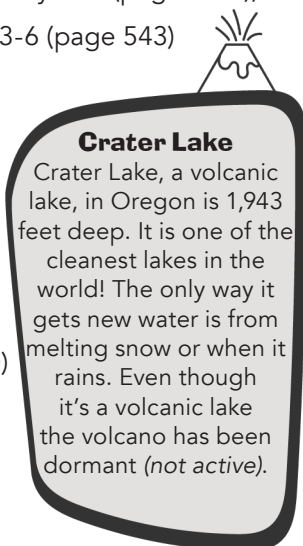 3-6 (page 543)
Crater Lake
Crater Lake, a volcanic
lake, in Oregon is 1,943
feet deep. It is one of the
cleanest lakes in the
world! The only way it
gets new water is from
melting snow or when it
rains. Even though
it's a volcanic lake
the volcano has been
dormant (not active).